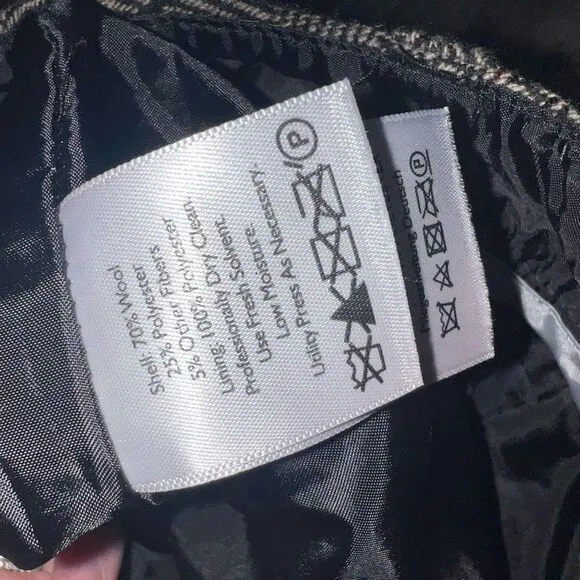 Shell: 70% Wool
25% Polyester
5% Other Fibers
Lining: 100% Polyester
Professionally Dry Clean
Use Fresh Solvent.
Low Moisture.
Utility Press As Necessary.
P
P
Deutsch